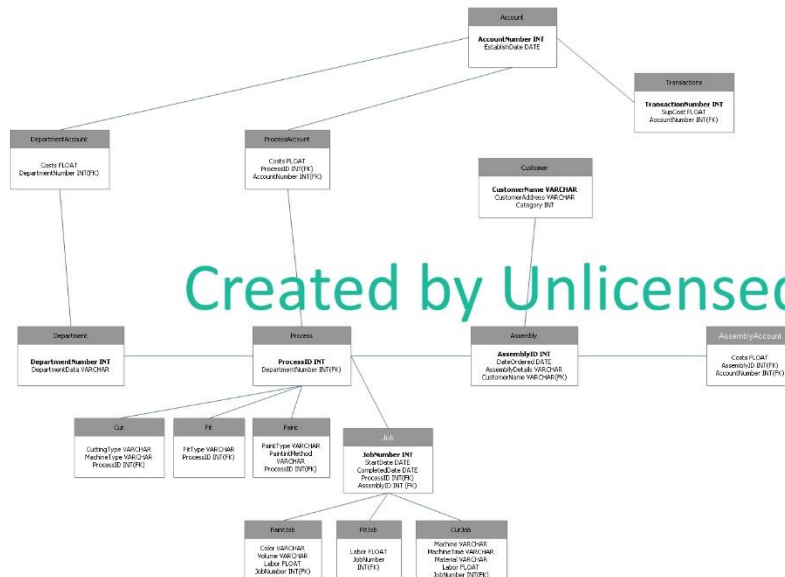 Account
AccountNumber INT
EstablishDate DATE
Transactions
TransactionNumber INT
SupCost FLOAT
AccountNumber INT(FK)
DepartmentAccount
Costs FLOAT
DepartmentNumber INT(FK)
ProcessAccount
Costs FLOAT
ProcessID INT(FK)
AccountNumber INT(FK)
Customer
CustomerName VARCHAR
CustomerAddress VARCHAR
Category INT
Created by Unlicensed
Department
DepartmentNumber INT
DepartmentData VARCHAR
Process
ProcessID INT
DepartmentNumber INT(FK)
Assembly
AssemblyID INT
DateOrdered DATE
AssemblyDetails VARCHAR
CustomerName VARCHAR(FK)
AssemblyAccount
Costs FLOAT
AssemblyID INT(FK)
AccountNumber INT(FK)
Cut
CuttingType VARCHAR
MachineType VARCHAR
ProcessID INT(FK)
Fit
FitType VARCHAR
ProcessID INT(FK)
Paint
PaintType VARCHAR
PaintintMethod
VARCHAR
ProcessID INT(FK)
Job
JobNumber INT
StartDate DATE
CompletedDate DATE
ProcessID INT(FK)
AssemblyID INT (FK)
PaintJob
Color VARCHAR
Volume VARCHAR
Labor FLOAT
JobNumber INT(FK)
FitJob
Labor FLOAT
JobNumber
INT(FK)
CutJob
Machine VARCHAR
MachineTime VARCHAR
Material VARCHAR
Labor FLOAT
JobNumber INT(FK)